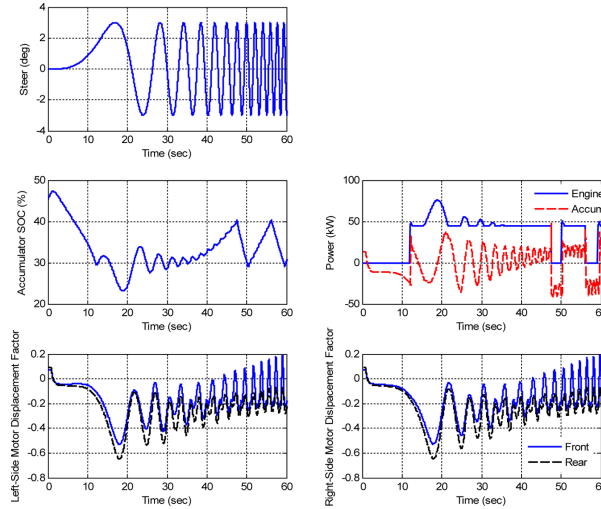 Steer (deg)
4
2
0
-2
-4
0 10 20 30 40 50 60
Time (sec)
Accumulator SOC (%)
50
40
30
20
0 10 20 30 40 50 60
Time (sec)
Power (kW)
100
50
0
-50
0 10 20 30 40 50 60
Time (sec)
Engine
Accum
Left-Side Motor Displacement Factor
0.2
0
-0.2
-0.4
-0.6
-0.8
0 10 20 30 40 50 60
Time (sec)
Right-Side Motor Dislpacement Factor
0.2
0
-0.2
-0.4
-0.6
-0.8
0 10 20 30 40 50 60
Time (sec)
Front
Rear